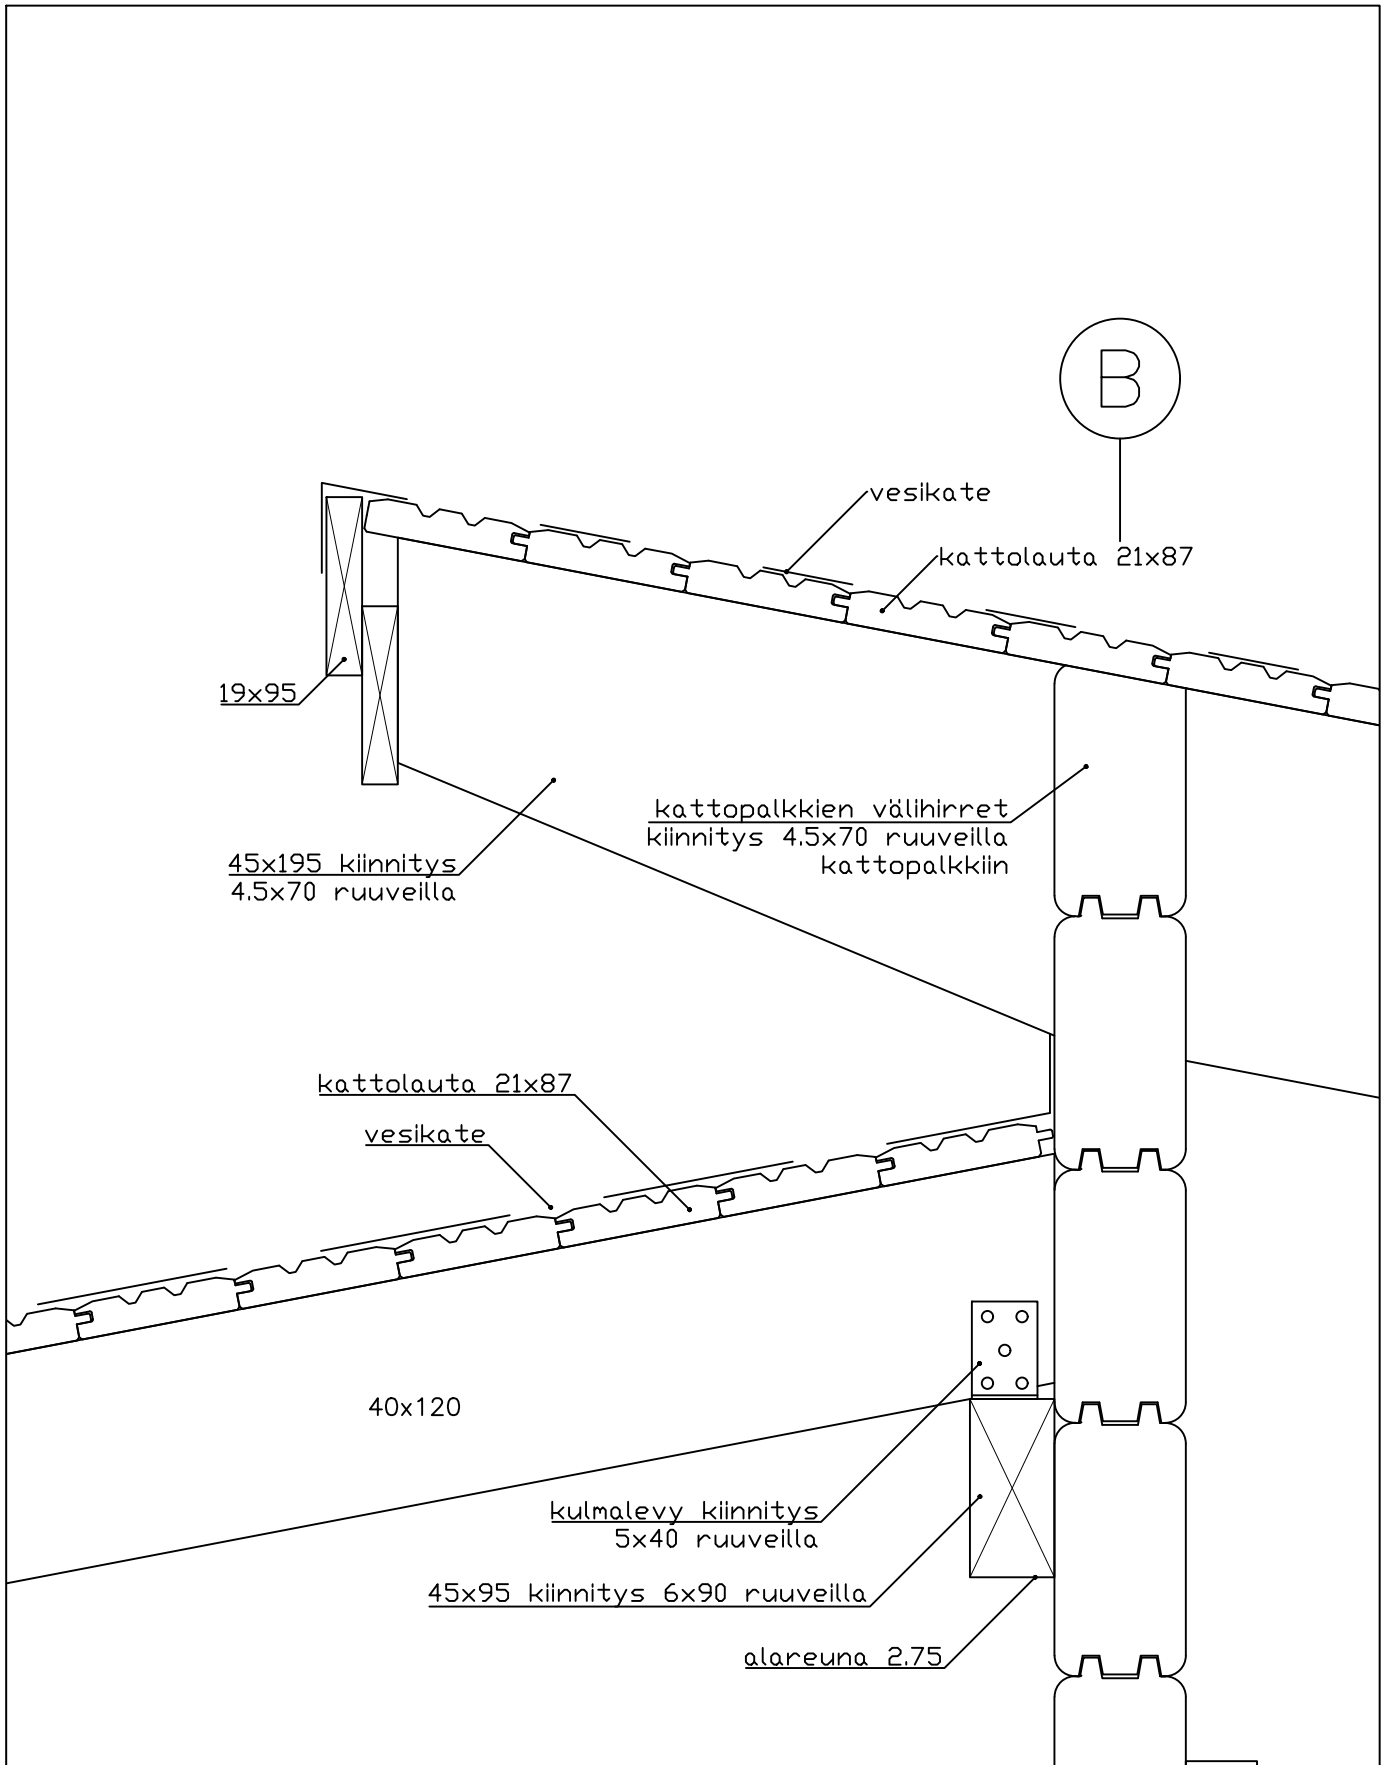 B
vesikate
kattolauta 21x87
19x95
kattopalkkien välihirret
kiinnitys 4.5x70 ruuveilla
kattopalkkiin
45x195 kiinnitys
4.5x70 ruuveilla
kattolauta 21x87
vesikate
40x120
kulmalevy kiinnitys
5x40 ruuveilla
45x95 kiinnitys 6x90 ruuveilla
alareuna 2.75